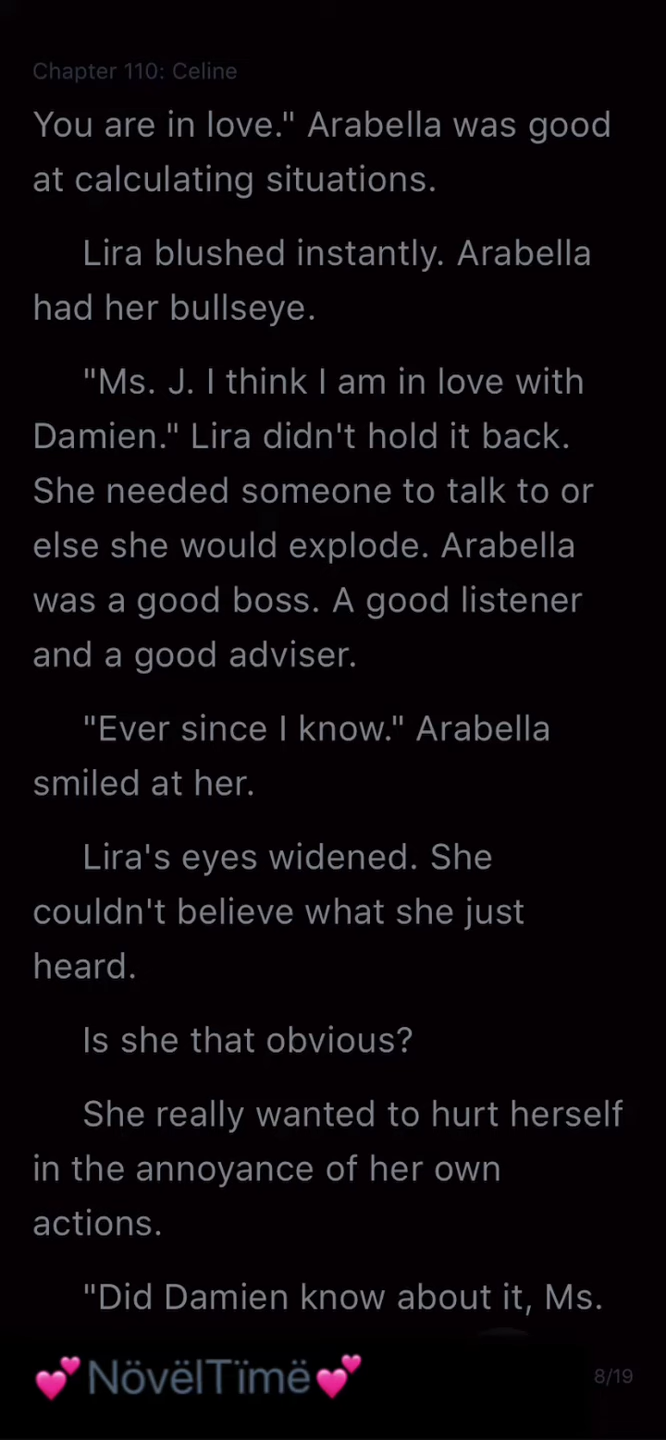 Chapter 110: Celine
You are in love." Arabella was good
at calculating situations.
Lira blushed instantly. Arabella
had her bullseye.
"Ms. J. I think I am in love with
Damien." Lira didn't hold it back.
She needed someone to talk to or
else she would explode. Arabella
was a good boss. A good listener
and a good adviser.
"Ever since I know." Arabella
smiled at her.
Lira's eyes widened. She
couldn't believe what she just
heard.
Is she that obvious?
She really wanted to hurt herself
in the annoyance of her own
actions.
"Did Damien know about it, Ms.
💕NövëlTïmë💕
8/19